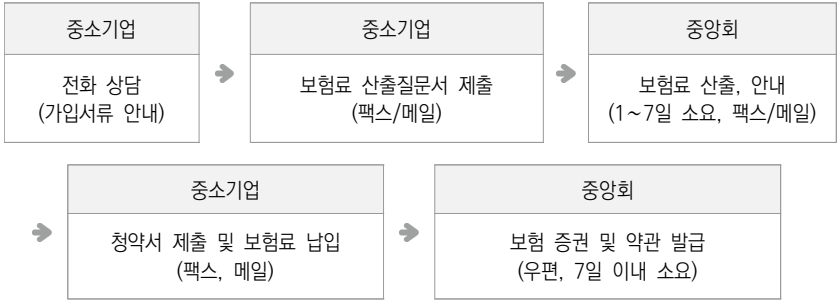 중소기업
전화 상담
(가입서류 안내)
중소기업
보험료 산출질문서 제출
(팩스/메일)
중앙회
보험료 산출, 안내
(1～7일 소요, 팩스/메일)
중소기업
청약서 제출 및 보험료 납입
(팩스, 메일)
중앙회
보험 증권 및 약관 발급
(우편, 7일 이내 소요)